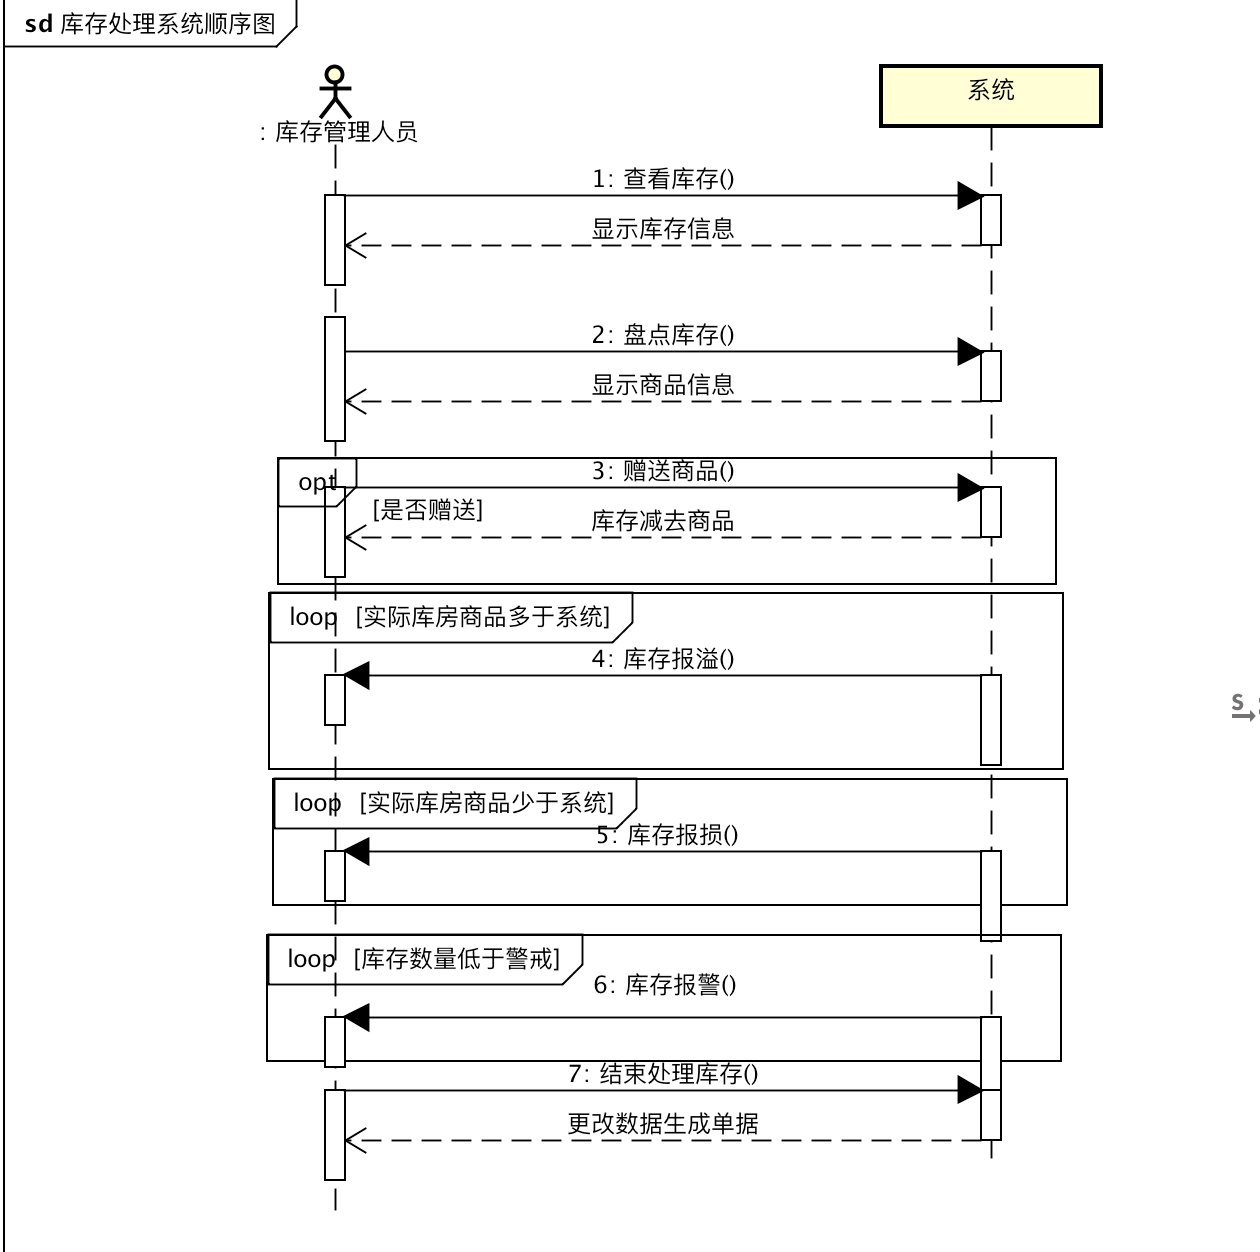 sd 库存处理系统顺序图
系统
: 库存管理人员
1: 查看库存()
显示库存信息
2: 盘点库存()
显示商品信息
3: 赠送商品()
opt
[是否赠送]
库存减去商品
loop [实际库房商品多于系统]
4: 库存报溢()
S
loop [实际库房商品少于系统]
5: 库存报损()
loop [库存数量低于警戒]
6: 库存报警()
7: 结束处理库存()
更改数据生成单据